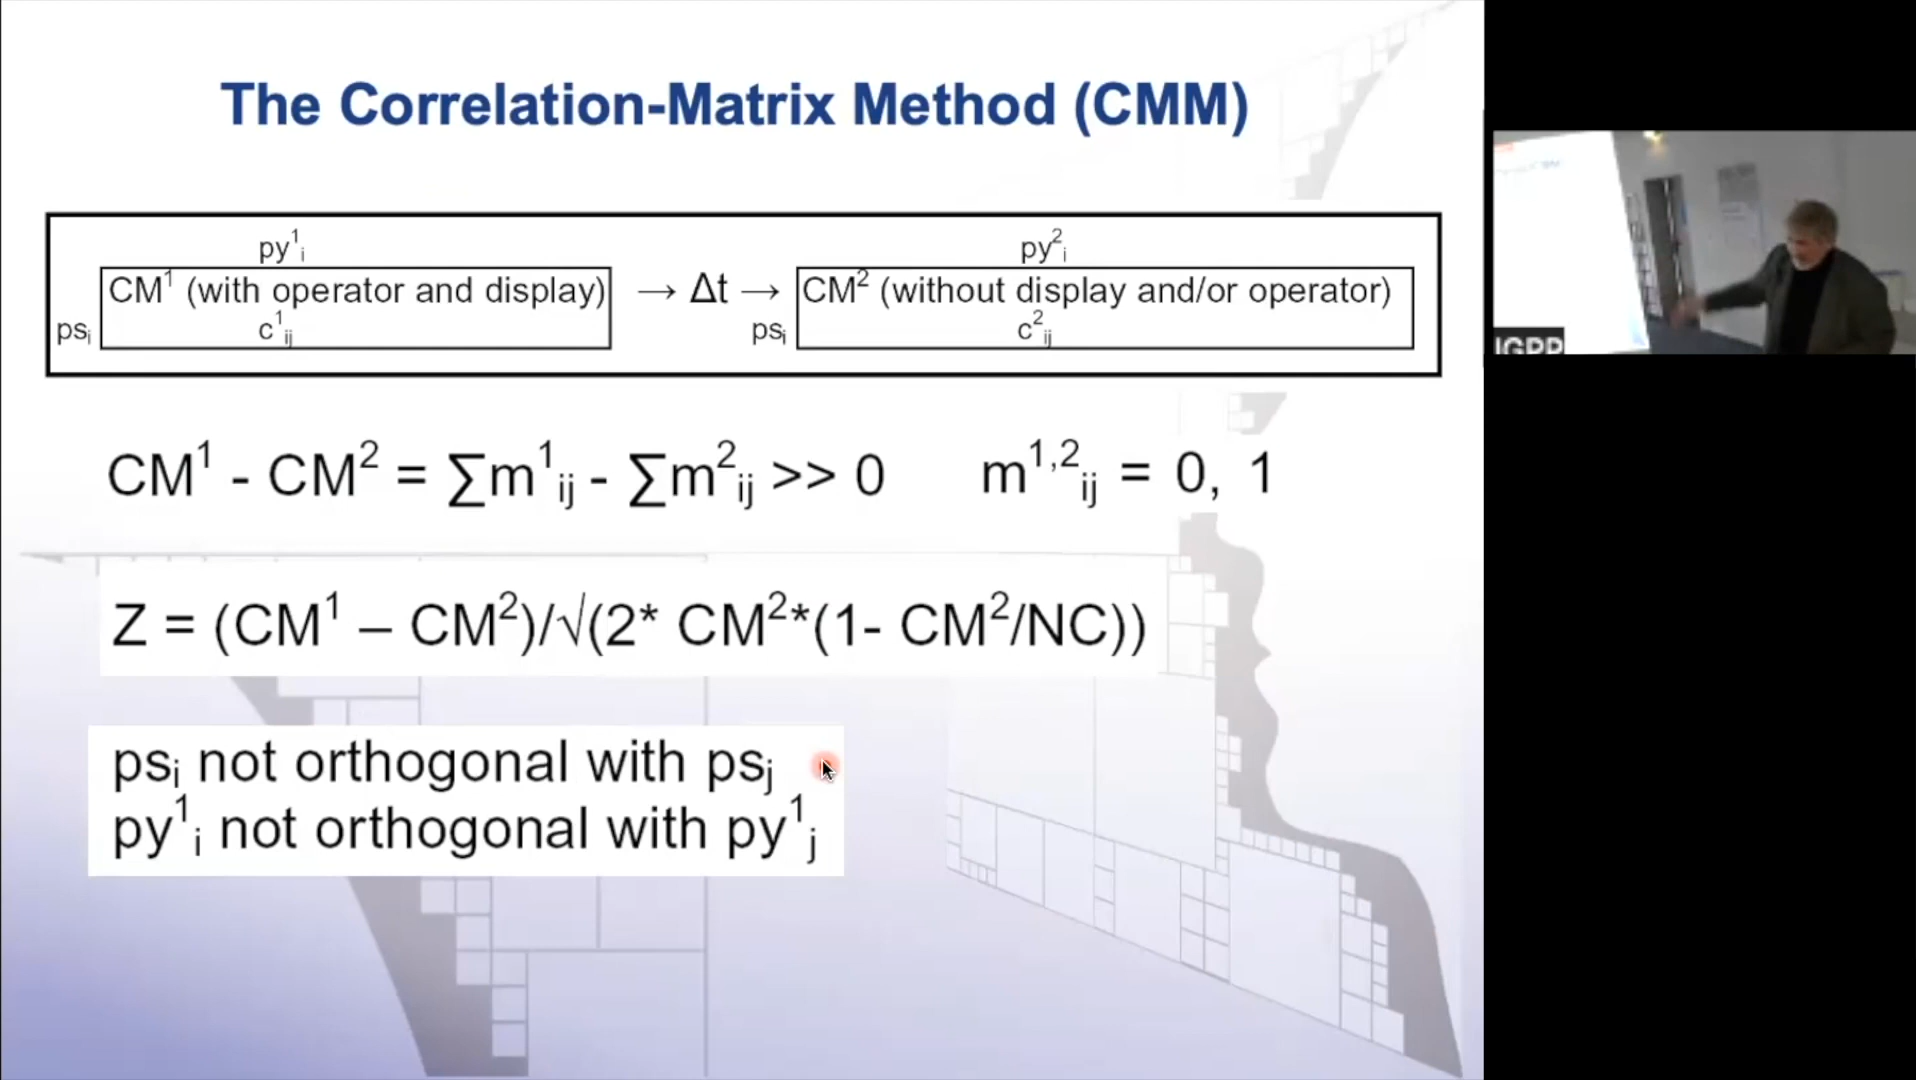 The Correlation-Matrix Method (CMM)
py¹ᵢ
py²ᵢ
CM¹ (with operator and display)
→ Δt →
CM² (without display and/or operator)
psᵢ
c¹ᵢⱼ
psᵢ
c²ᵢⱼ
CM¹ - CM² = ∑m¹ᵢⱼ - ∑m²ᵢⱼ >> 0 m¹,²ᵢⱼ = 0, 1
Z = (CM¹ – CM²)/√(2* CM²*(1- CM²/NC))
psᵢ not orthogonal with psⱼ
py¹ᵢ not orthogonal with py¹ⱼ
IGPP